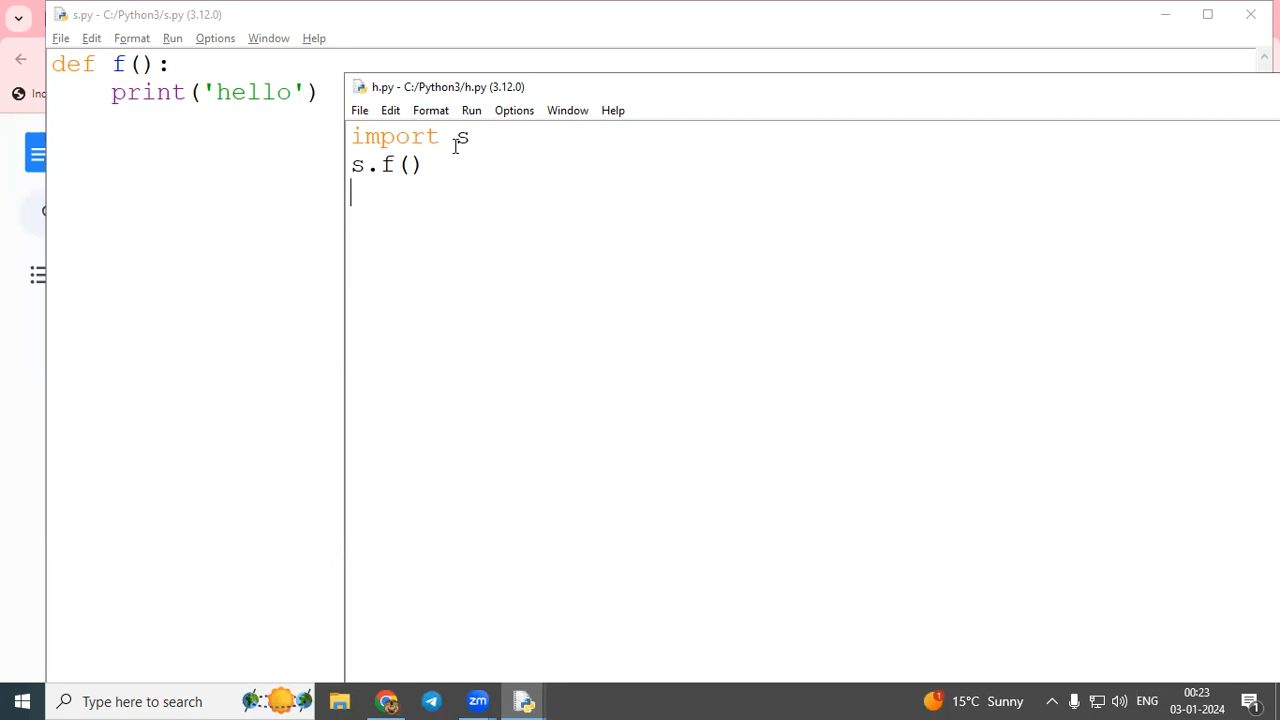 s.py - C:/Python3/s.py (3.12.0)
File Edit Format Run Options Window Help
def f():
    print('hello')
h.py - C:/Python3/h.py (3.12.0)
File Edit Format Run Options Window Help
import s
s.f()
Type here to search
zm
15°C Sunny
ENG
00:23
03-01-2024
1